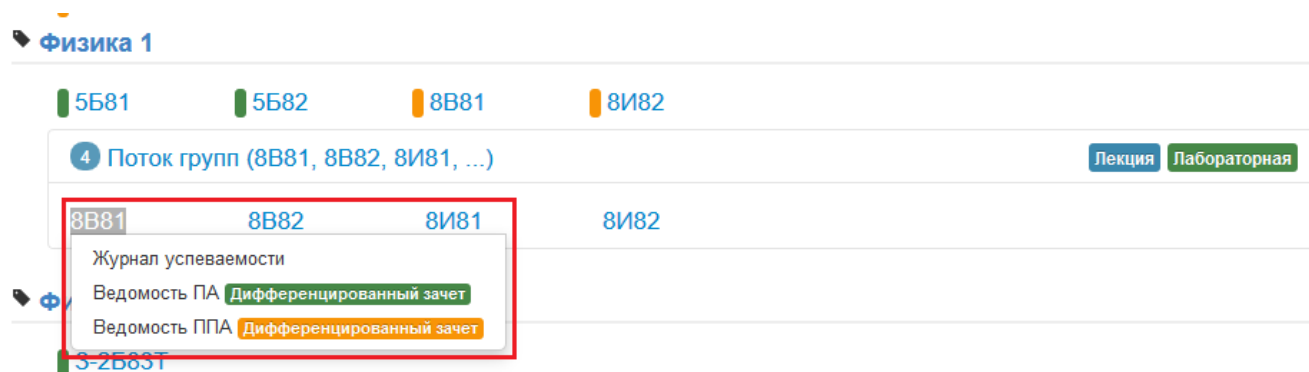 Физика 1
5Б81 5Б82 8В81 8И82
4 Поток групп (8В81, 8В82, 8И81, ...) Лекция Лабораторная
8В81 8В82 8И81 8И82
Журнал успеваемости
Ведомость ПА Дифференцированный зачет
Ведомость ППА Дифференцированный зачет
3-2Б83Т